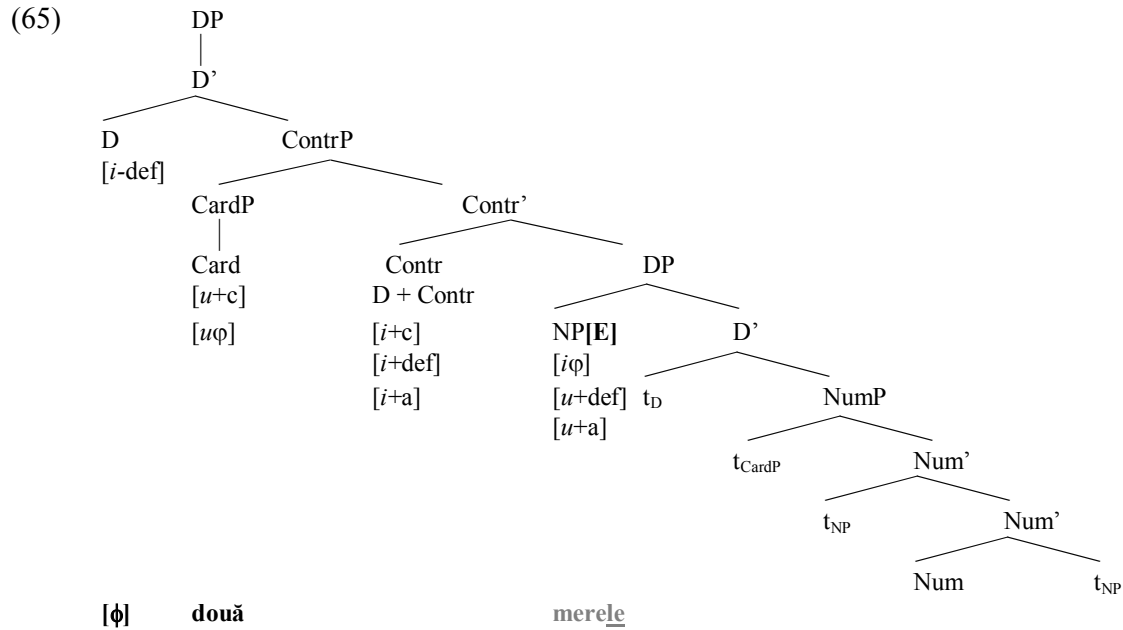 (65) DP
D’
D ContrP
[i-def]
CardP Contr’
Card Contr DP
[u+c] D + Contr
[uφ] [i+c] NP[E] D’
[i+def] [iφ]
[i+a] [u+def] tD NumP
[u+a]
tCardP Num’
tNP Num’
Num tNP
[ϕ] două merele